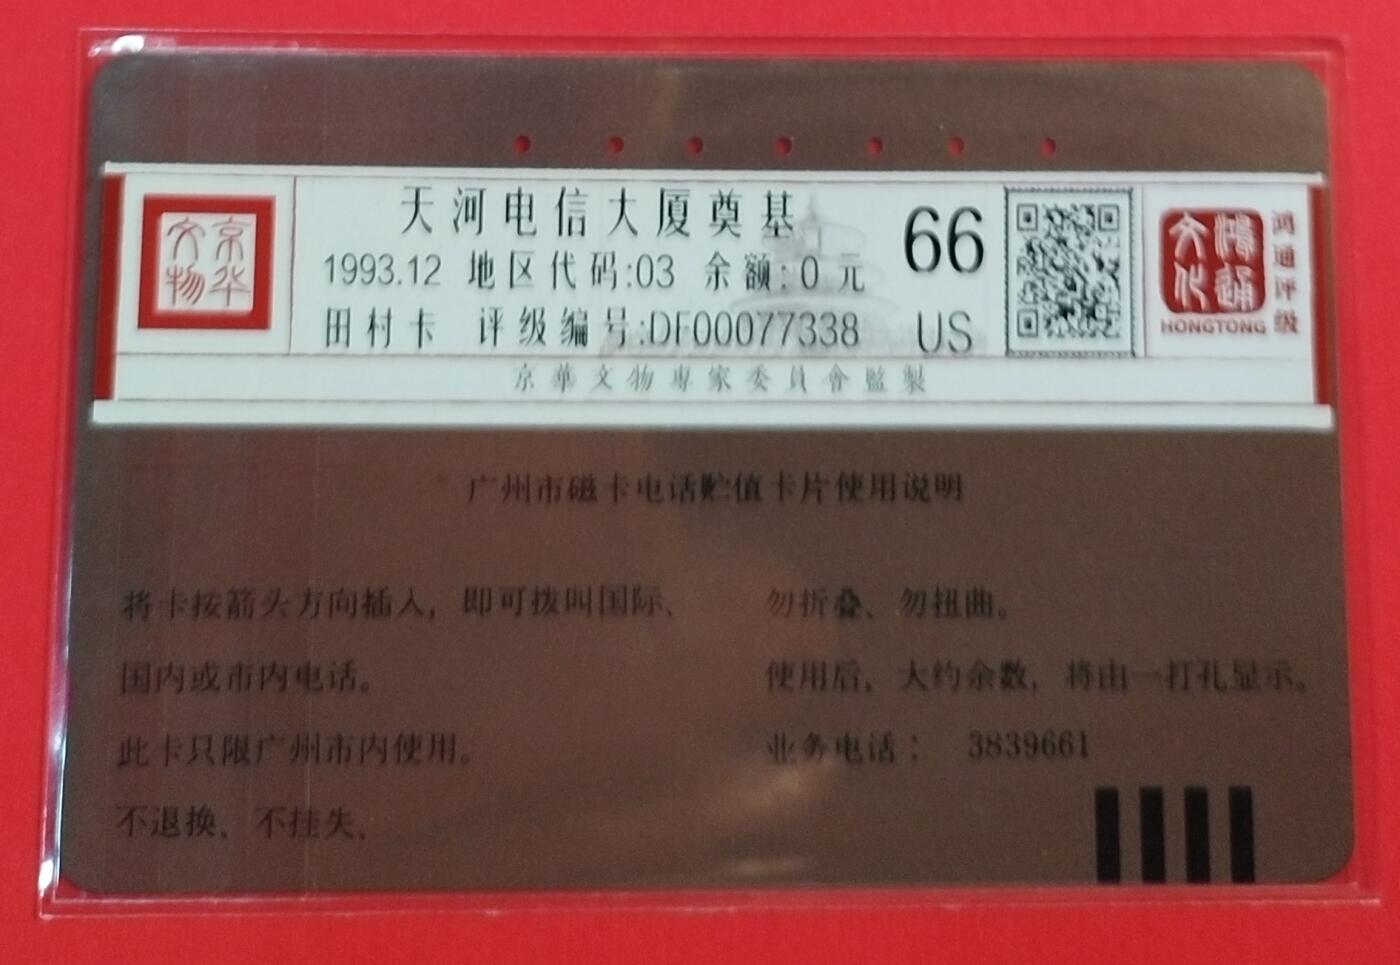 京华文物
天河电信大厦奠基
1993.12 地区代码:03 余额:0元
田村卡 评级编号:DF00077338
66
US
鸿通文化
HONGTONG
鸿通评级
京華文物專家委員會監製
广州市磁卡电话贮值卡片使用说明
将卡按箭头方向插入，即可拨叫国际、
国内或市内电话。
此卡只限广州市内使用。
不退换、不挂失、
勿折叠、勿扭曲。
使用后，大约余数，将由一打孔显示。
业务电话： 3839661